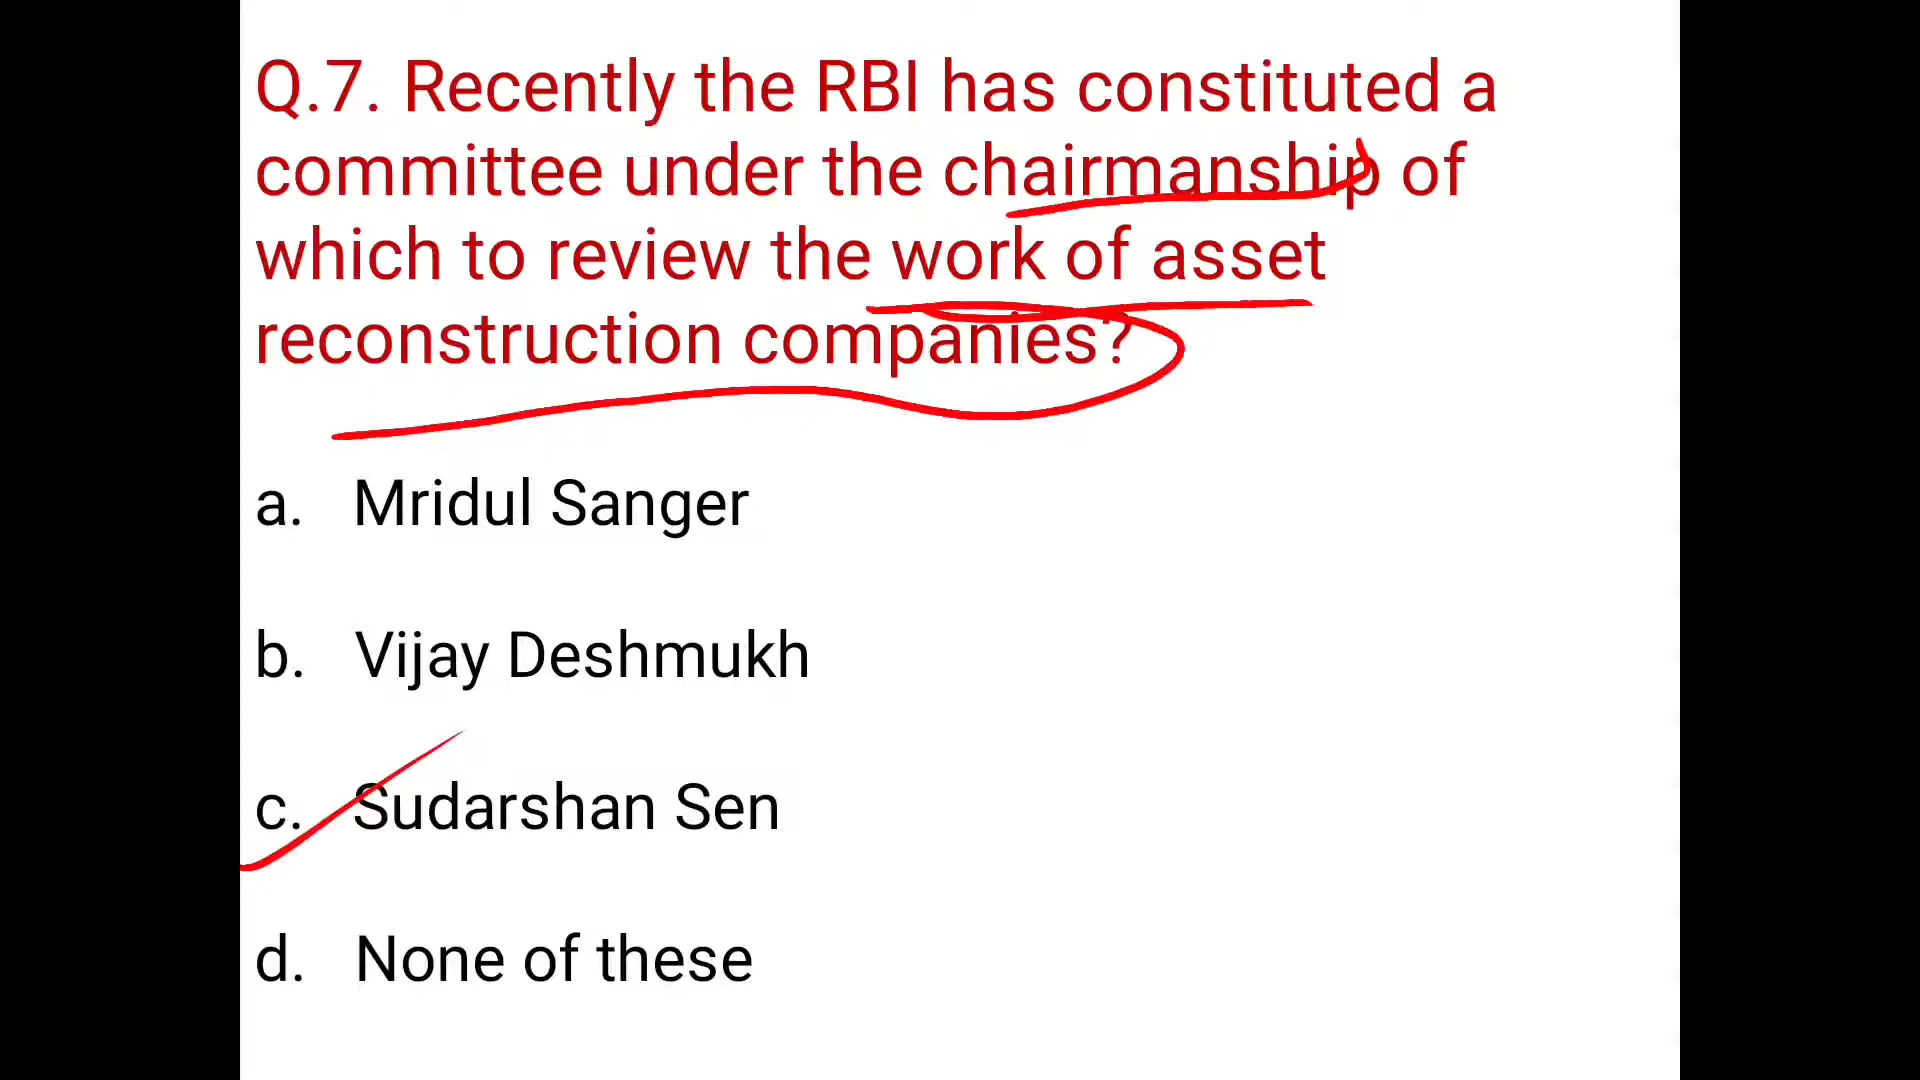 Q.7. Recently the RBI has constituted a
committee under the chairmanship of
which to review the work of asset
reconstruction companies?
a. Mridul Sanger
b. Vijay Deshmukh
c. Sudarshan Sen
d. None of these